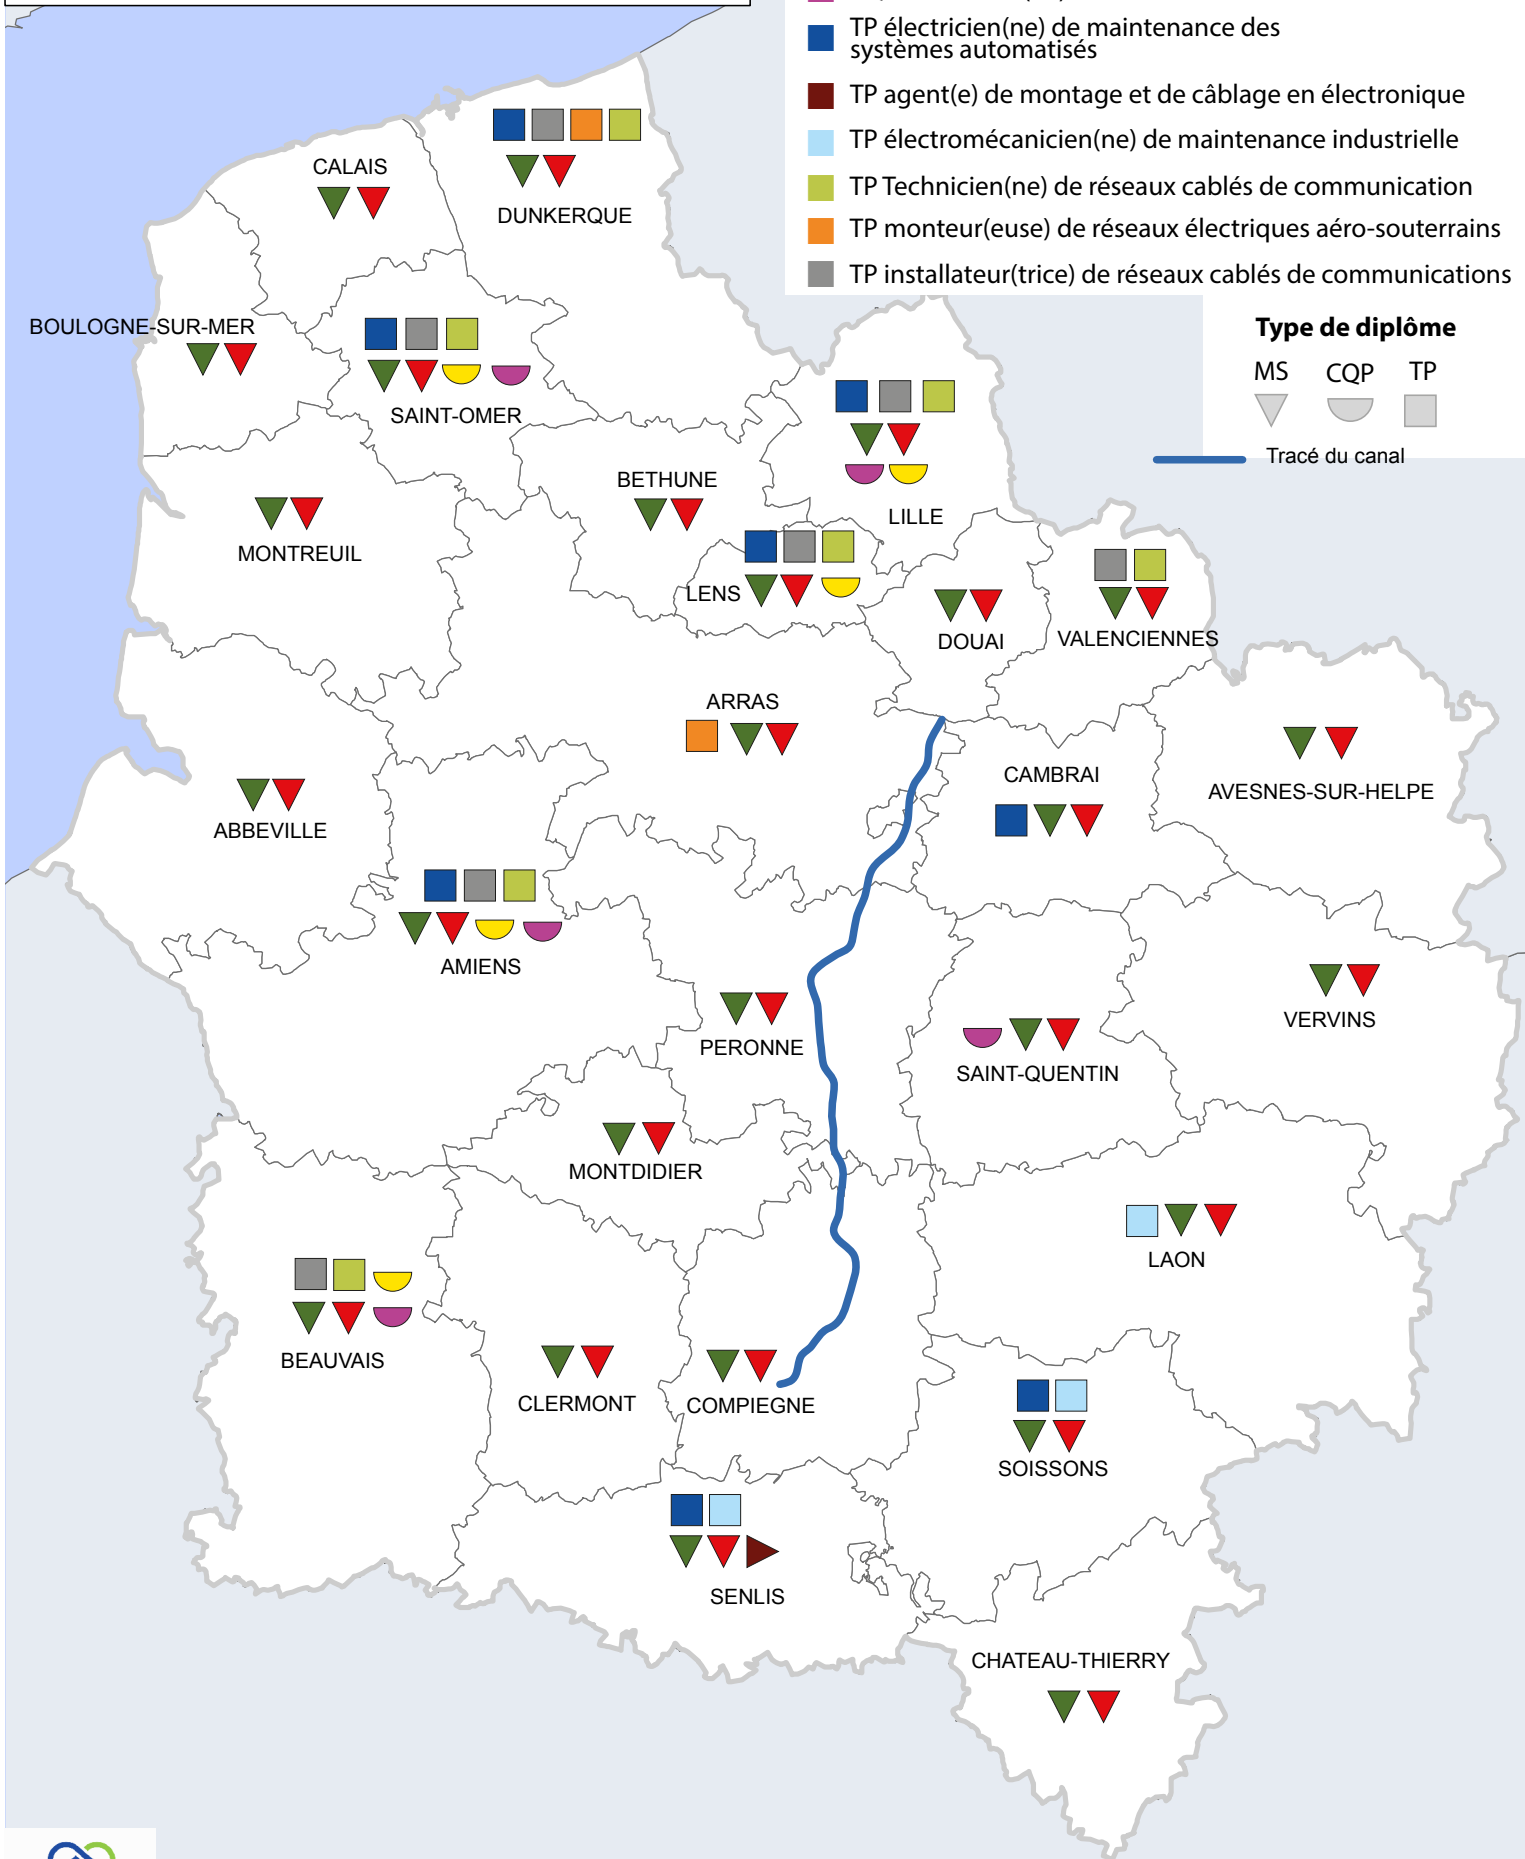 TP électricien(ne) de maintenance des
systèmes automatisés
TP agent(e) de montage et de câblage en électronique
TP électromécanicien(ne) de maintenance industrielle
TP Technicien(ne) de réseaux cablés de communication
TP monteur(euse) de réseaux électriques aéro-souterrains
TP installateur(trice) de réseaux cablés de communications
Type de diplôme
MS CQP TP
Tracé du canal
CALAIS
DUNKERQUE
BOULOGNE-SUR-MER
SAINT-OMER
BETHUNE
LILLE
MONTREUIL
LENS
DOUAI
VALENCIENNES
ARRAS
CAMBRAI
AVESNES-SUR-HELPE
ABBEVILLE
AMIENS
PERONNE
VERVINS
SAINT-QUENTIN
MONTDIDIER
LAON
BEAUVAIS
CLERMONT
COMPIEGNE
SOISSONS
SENLIS
CHATEAU-THIERRY